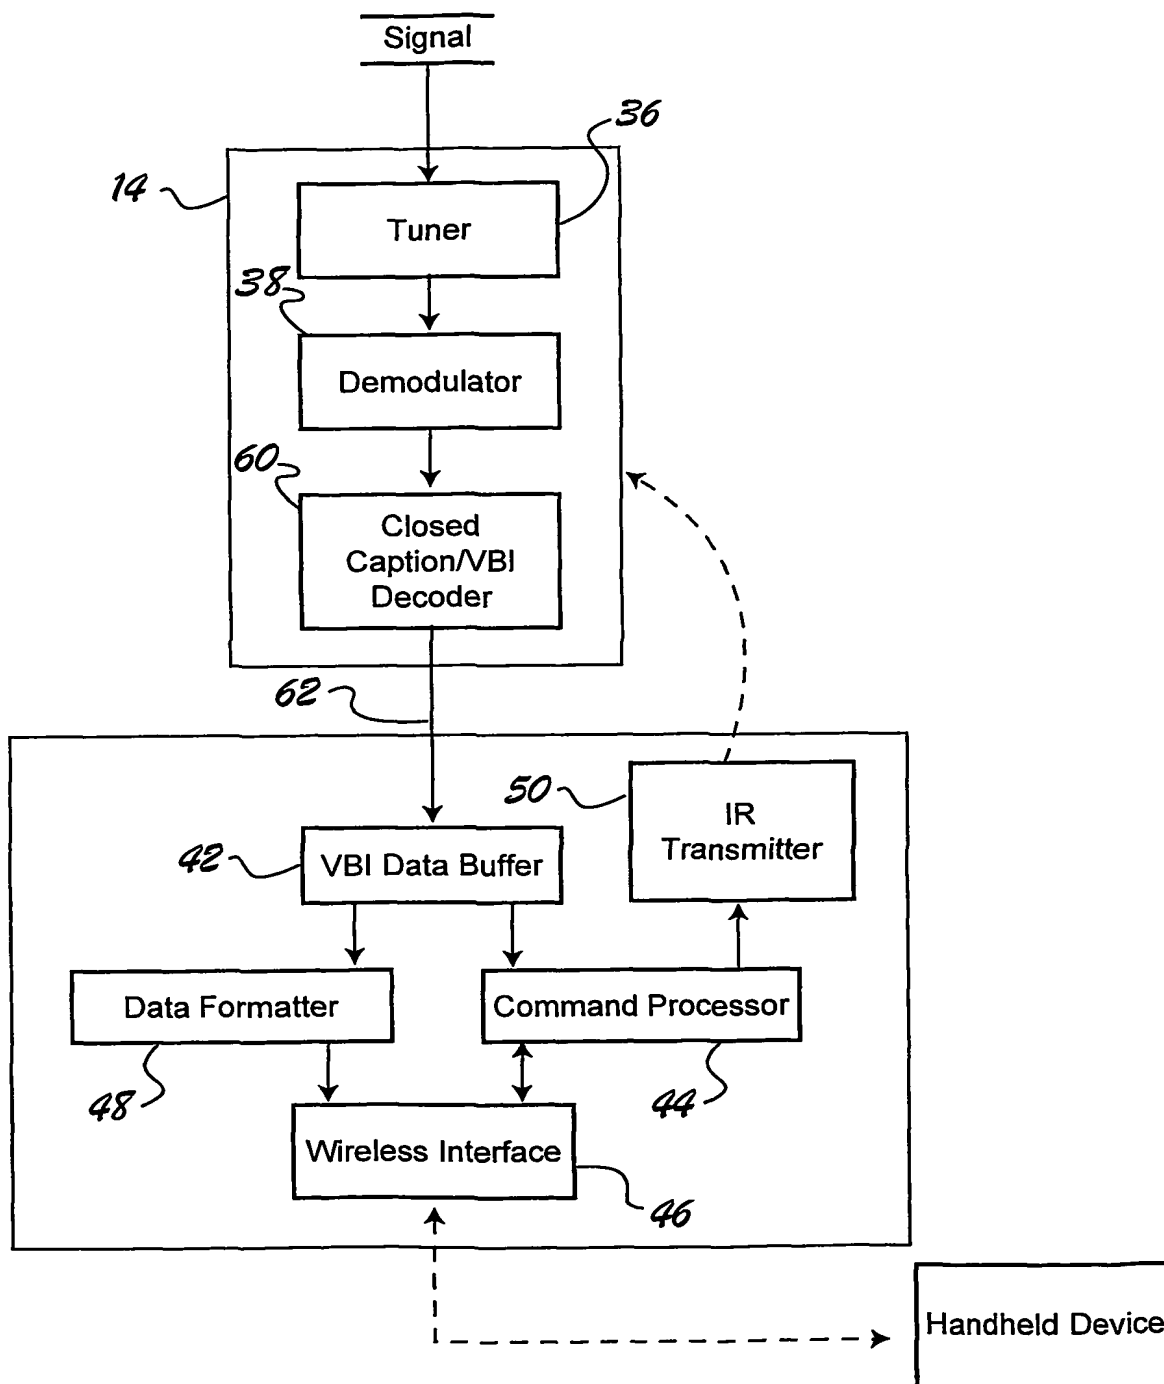 Signal
36
14
Tuner
38
Demodulator
60
Closed
Caption/VBI
Decoder
62
50
IR
Transmitter
42
VBI Data Buffer
Data Formatter
Command Processor
48
44
Wireless Interface
46
Handheld Device